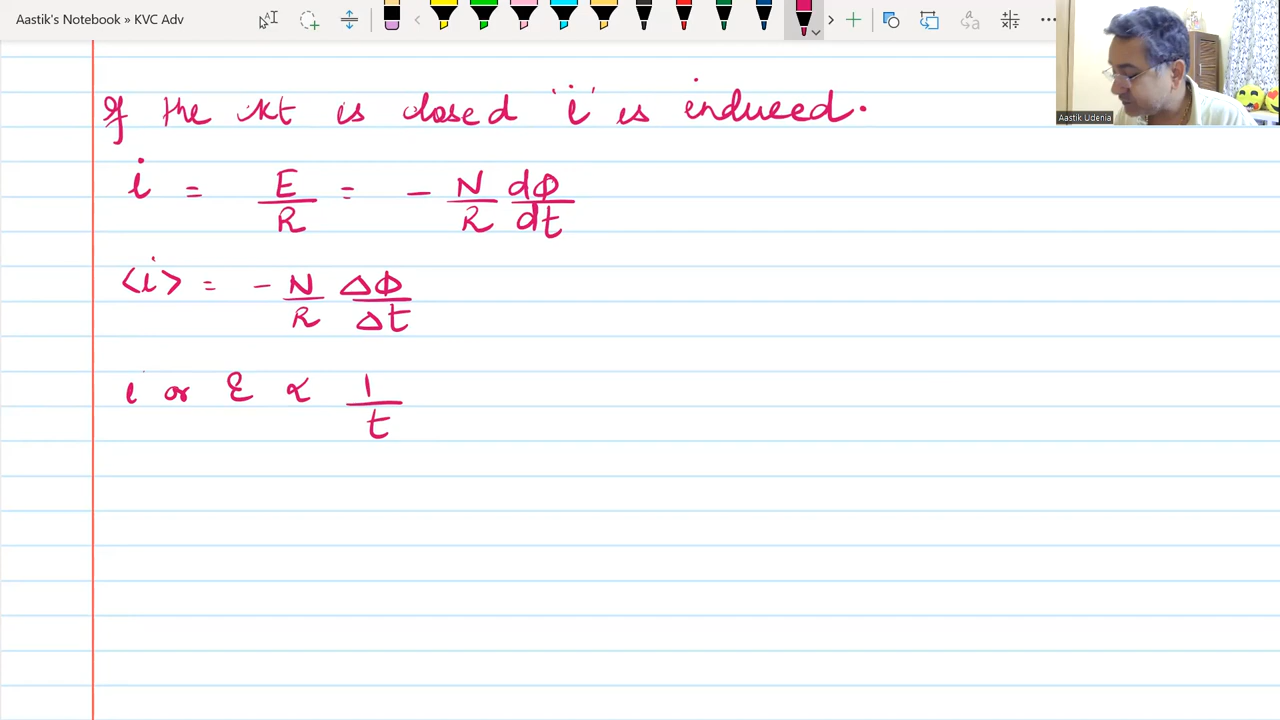 Aastik's Notebook » KVC Adv
If the ckt is closed 'i' is induced.
i = E/R = - N/R dΦ/dt
<i> = - N/R ΔΦ/Δt
i or Ɛ ∝ 1/t
Aastik Udenia